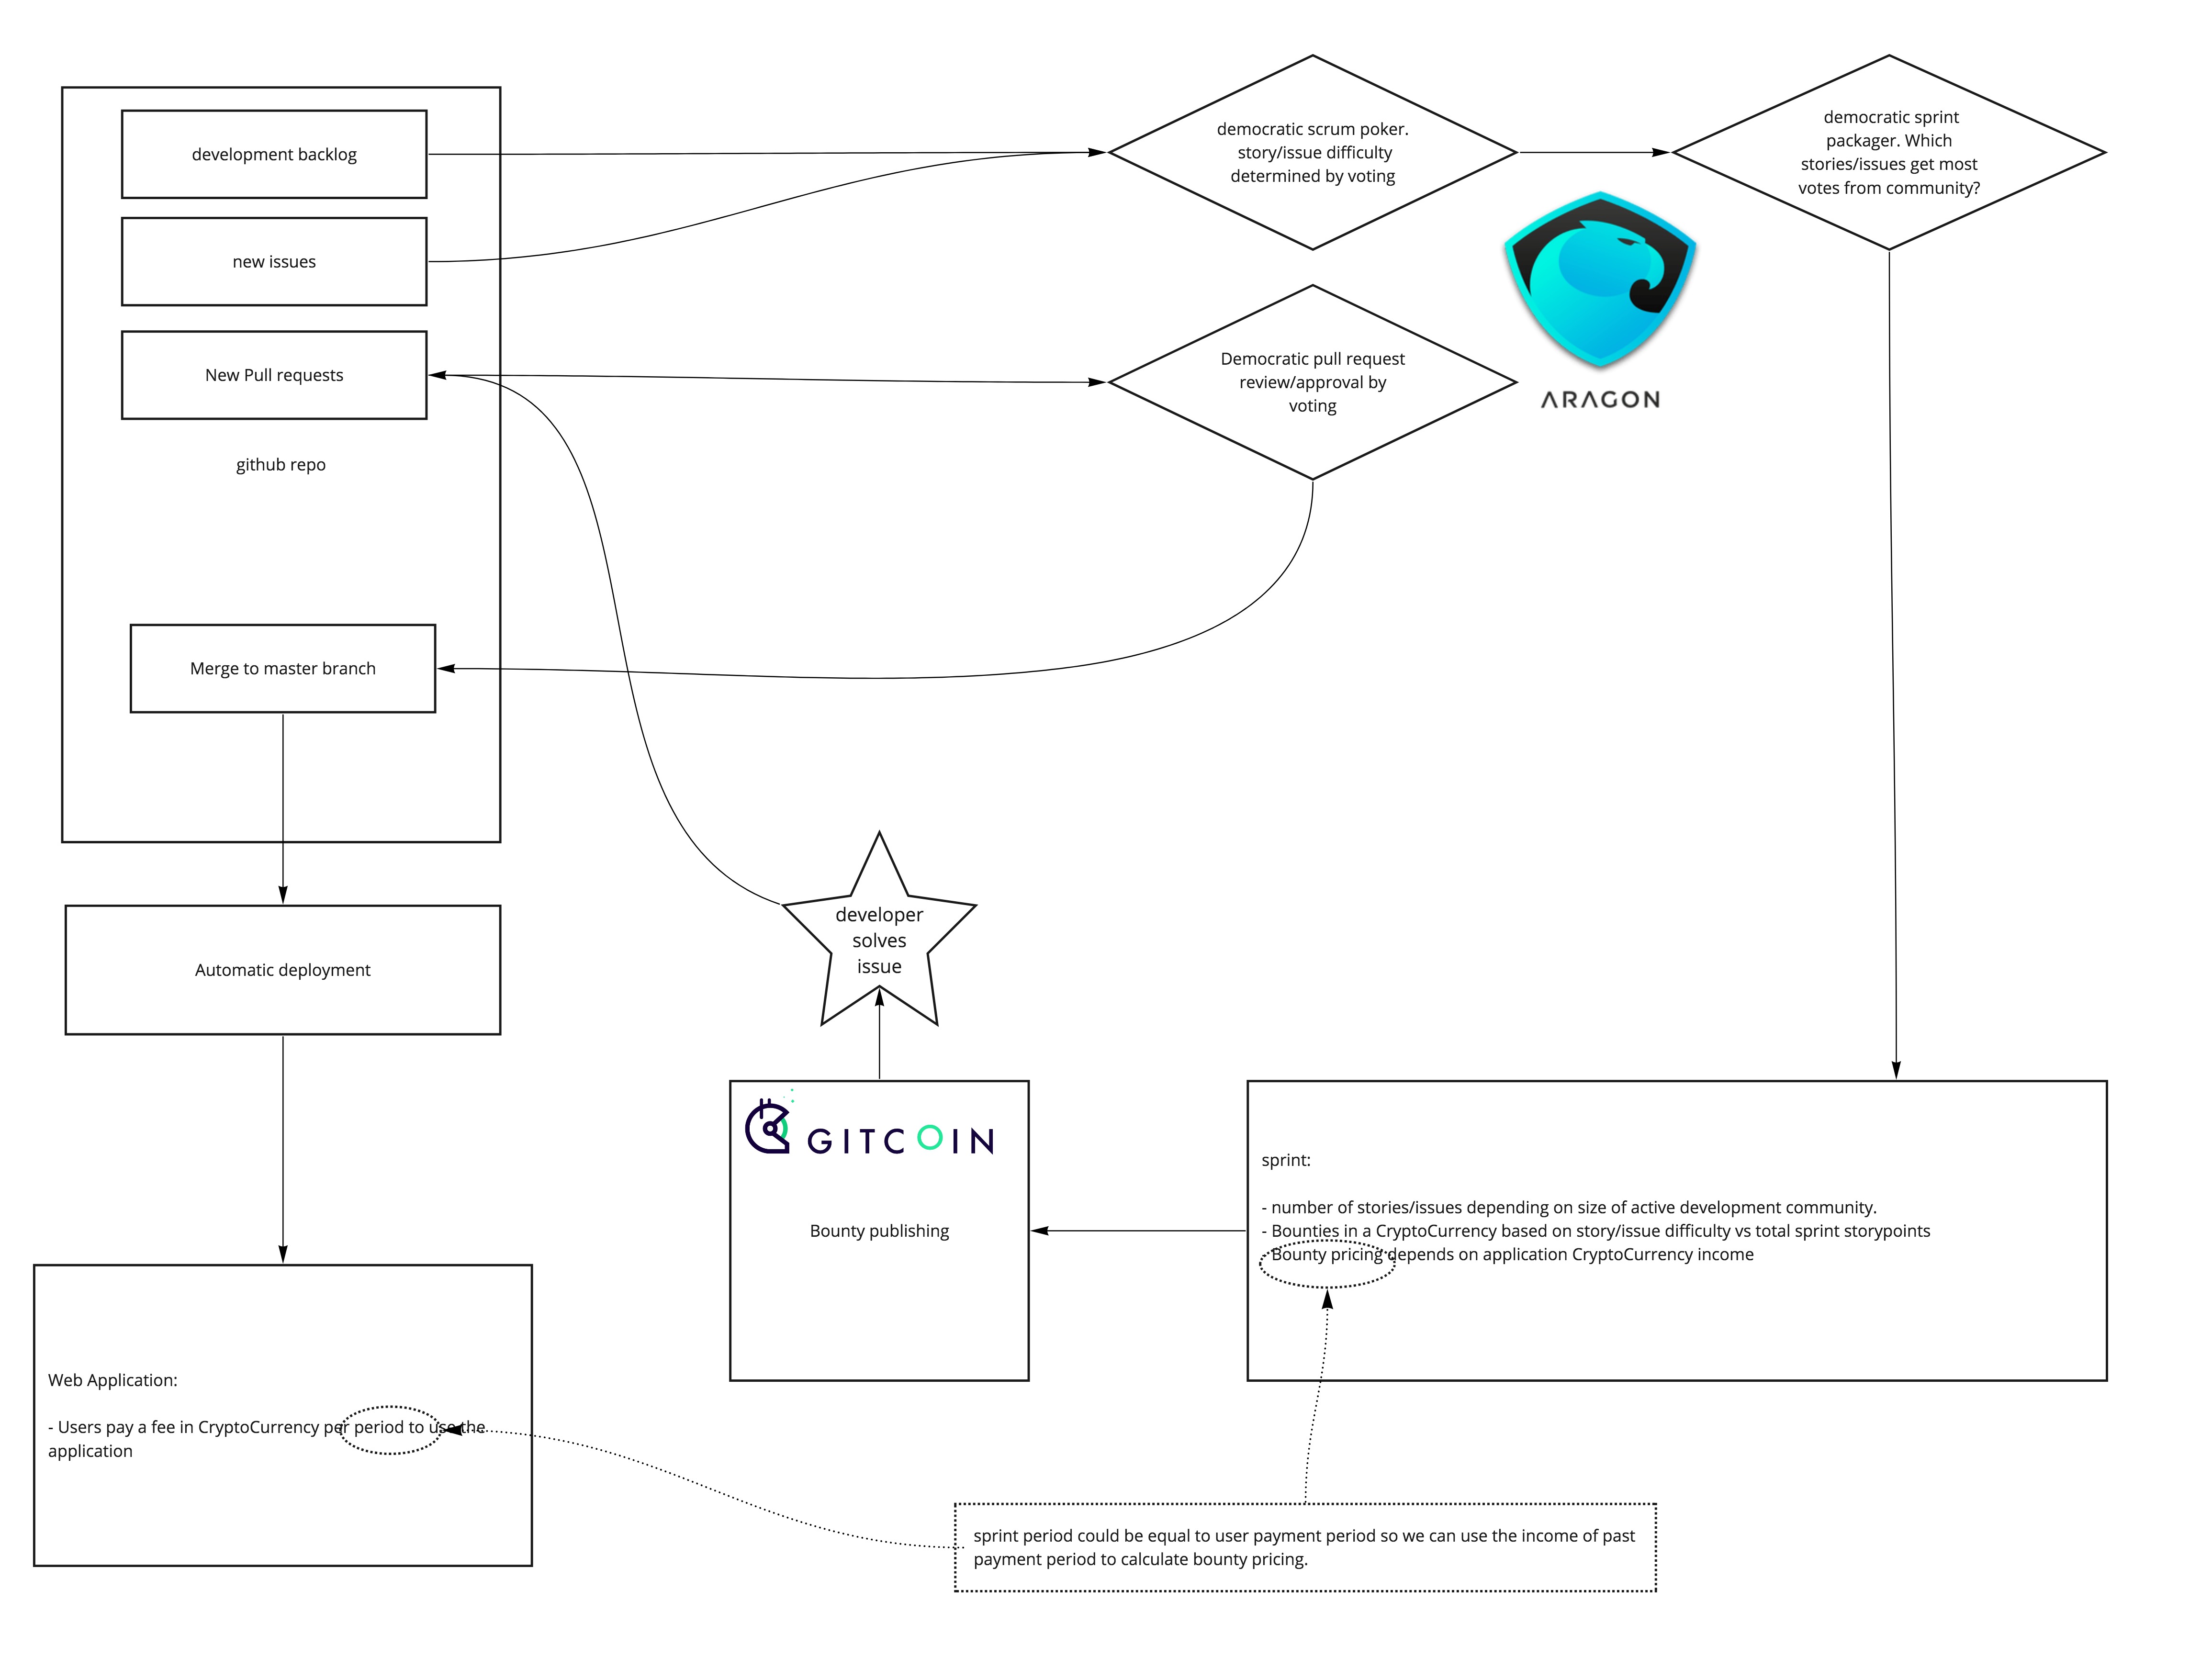 development backlog
new issues
New Pull requests
github repo
Merge to master branch
Automatic deployment
Web Application:
- Users pay a fee in CryptoCurrency per period to use the
application
democratic scrum poker.
story/issue difficulty
determined by voting
democratic sprint
packager. Which
stories/issues get most
votes from community?
Democratic pull request
review/approval by
voting
ARAGON
developer
solves
issue
GITCOIN
Bounty publishing
sprint:
- number of stories/issues depending on size of active development community.
- Bounties in a CryptoCurrency based on story/issue difficulty vs total sprint storypoints
- Bounty pricing depends on application CryptoCurrency income
sprint period could be equal to user payment period so we can use the income of past
payment period to calculate bounty pricing.